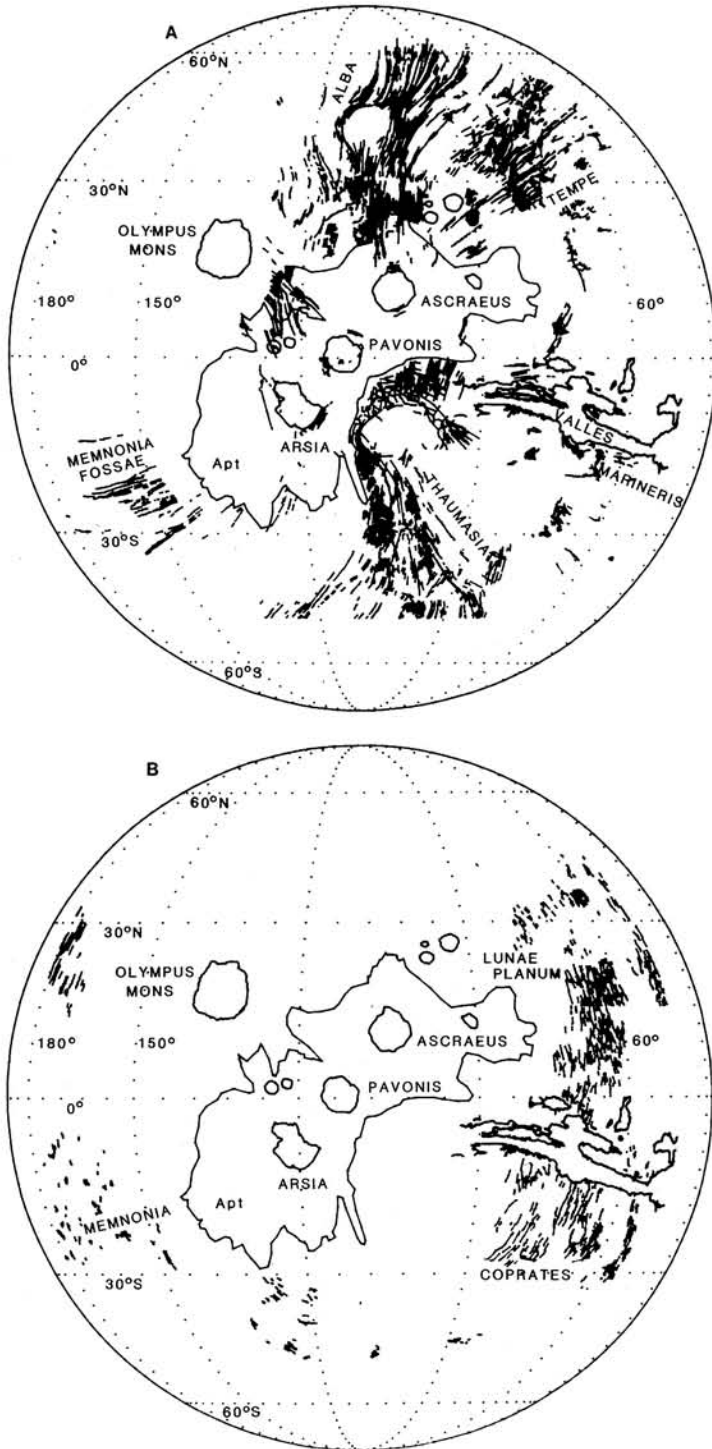 A
60°N
ALBA
30°N
TEMPE
OLYMPUS
MONS
180°
150°
ASCRAEUS
60°
PAVONIS
0°
VALLES
MARINERIS
MEMNONIA
FOSSAE
ARSIA
Apt
THAUMASIA
30°S
60°S
B
60°N
30°N
LUNAE
PLANUM
OLYMPUS
MONS
180°
150°
ASCRAEUS
60°
PAVONIS
0°
ARSIA
Apt
MEMNONIA
COPRATES
30°S
60°S